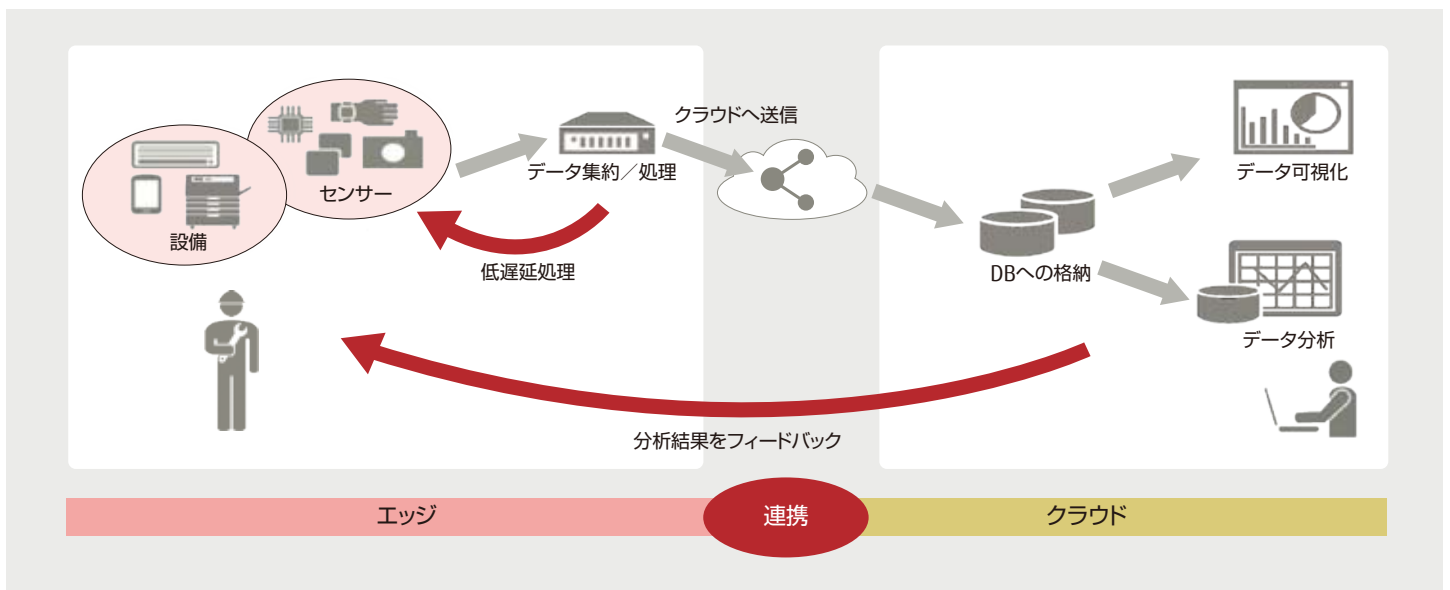 クラウドへ送信
センサー
データ集約／処理
データ可視化
設備
低遅延処理
DBへの格納
データ分析
分析結果をフィードバック
エッジ
連携
クラウド